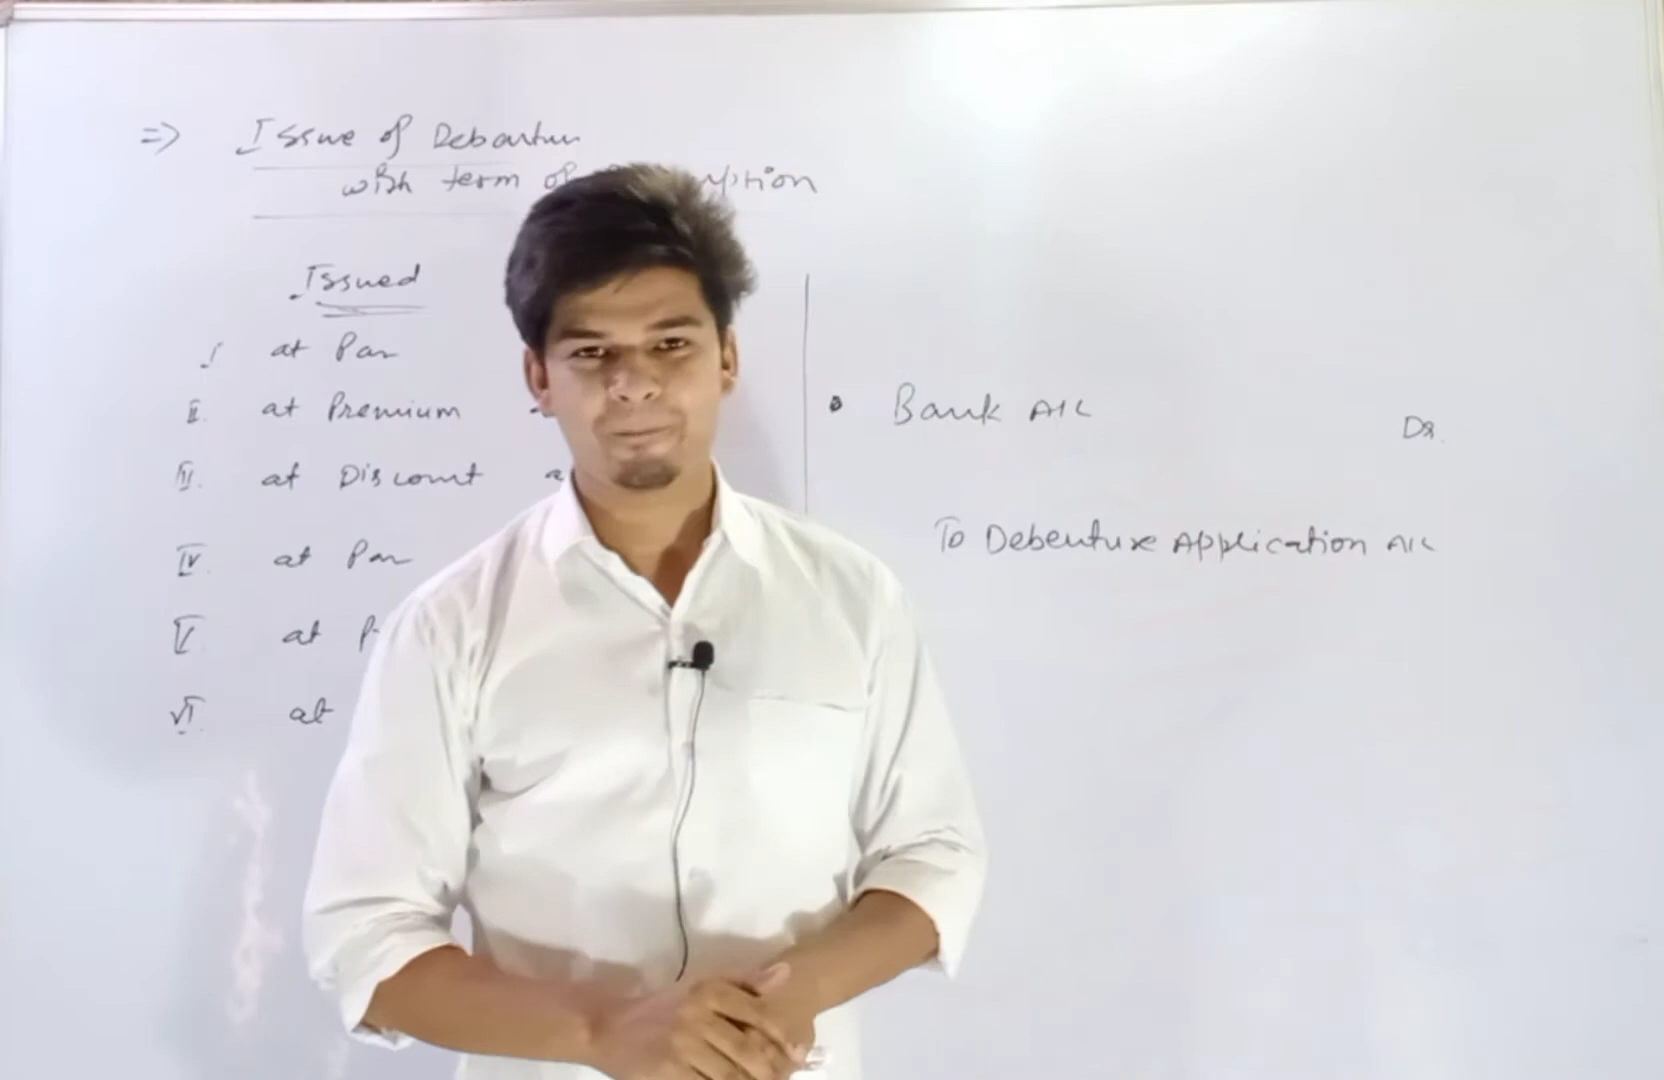 => Issue of Debentur
with term of
Issued
I at Par
II. at Premium
III. at Discount
IV. at Par
V at P
VI. at
• Bank A/C Dr.
To Debenture Application A/C